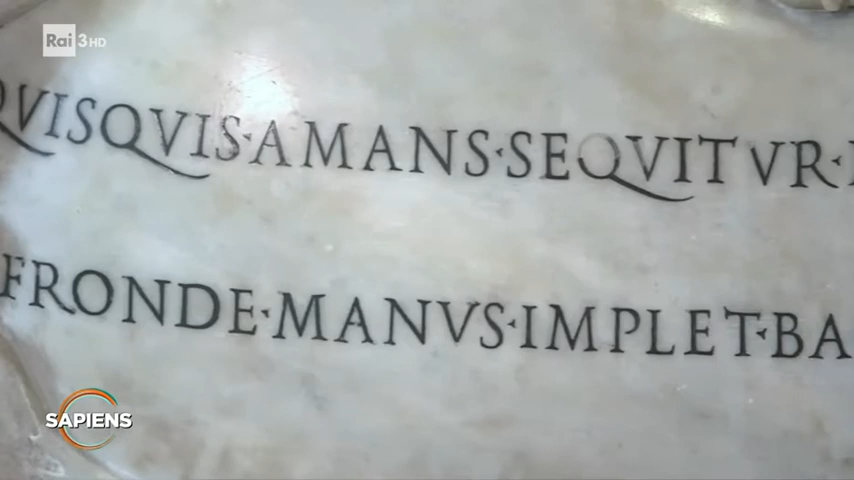 Rai 3HD
QVISQVIS·AMANS·SEQVITVR·
FRONDE·MANVS·IMPLET·BA
SAPIENS